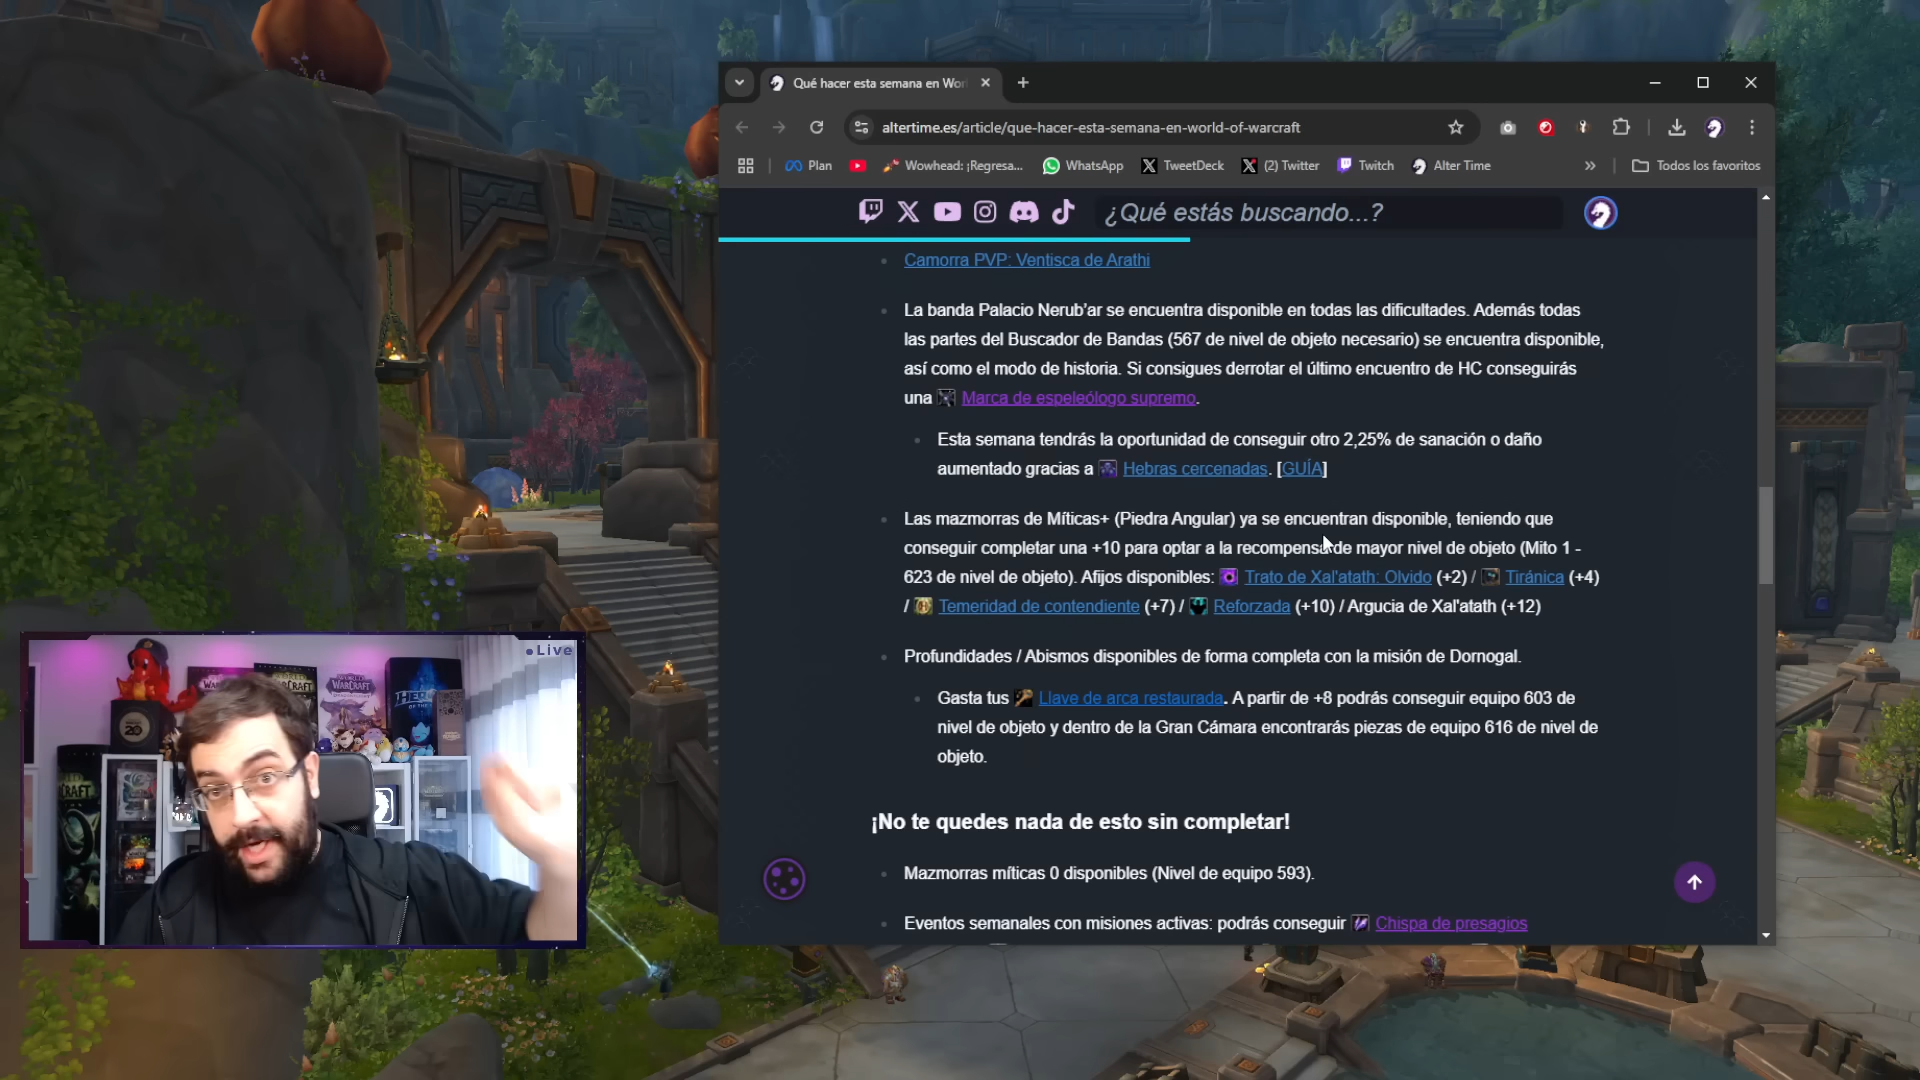 Qué hacer esta semana en Wor
altertime.es/article/que-hacer-esta-semana-en-world-of-warcraft
Plan
Wowhead: ¡Regresa...
WhatsApp
TweetDeck
(2) Twitter
Twitch
Alter Time
»
Todos los favoritos
¿Qué estás buscando...?
Camorra PVP: Ventisca de Arathi
La banda Palacio Nerub'ar se encuentra disponible en todas las dificultades. Además todas
las partes del Buscador de Bandas (567 de nivel de objeto necesario) se encuentra disponible,
así como el modo de historia. Si consigues derrotar el último encuentro de HC conseguirás
una Marca de espeleólogo supremo.
Esta semana tendrás la oportunidad de conseguir otro 2,25% de sanación o daño
aumentado gracias a Hebras cercenadas. [GUÍA]
Las mazmorras de Míticas+ (Piedra Angular) ya se encuentran disponible, teniendo que
conseguir completar una +10 para optar a la recompensa de mayor nivel de objeto (Mito 1 -
623 de nivel de objeto). Afijos disponibles: Trato de Xal'atath: Olvido (+2) / Tiránica (+4)
/ Temeridad de contendiente (+7) / Reforzada (+10) / Argucia de Xal'atath (+12)
Profundidades / Abismos disponibles de forma completa con la misión de Dornogal.
Gasta tus Llave de arca restaurada. A partir de +8 podrás conseguir equipo 603 de
nivel de objeto y dentro de la Gran Cámara encontrarás piezas de equipo 616 de nivel de
objeto.
¡No te quedes nada de esto sin completar!
Mazmorras míticas 0 disponibles (Nivel de equipo 593).
Eventos semanales con misiones activas: podrás conseguir Chispa de presagios
Live